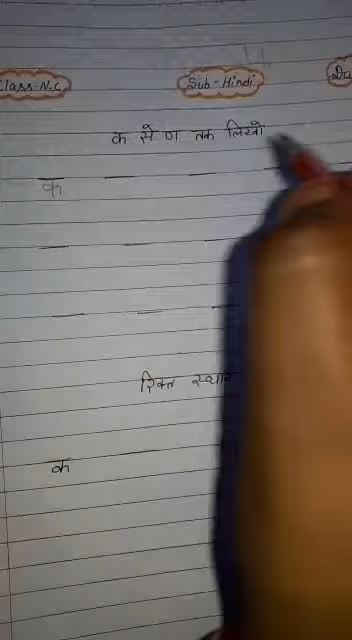 Class-N.C Sub-Hindi
क से ण तक लिखो
क
रिक्त स्थान
क